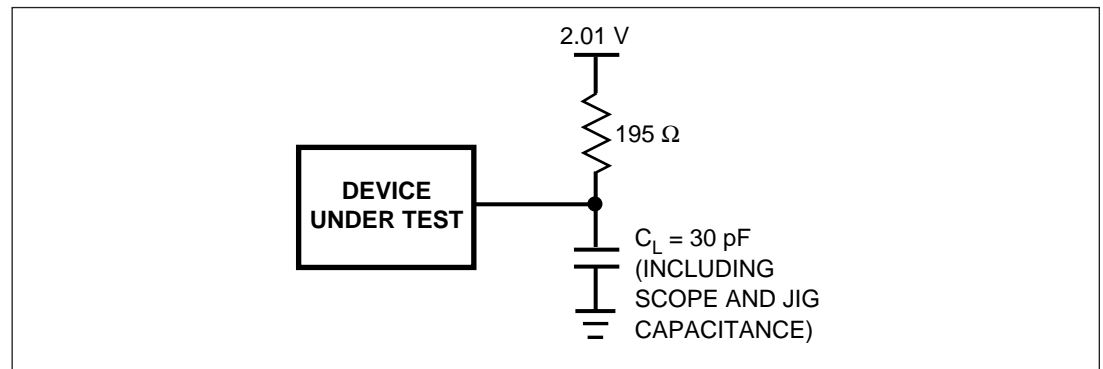 2.01 V
195 Ω
DEVICE
UNDER TEST
C_L = 30 pF
(INCLUDING
SCOPE AND JIG
CAPACITANCE)